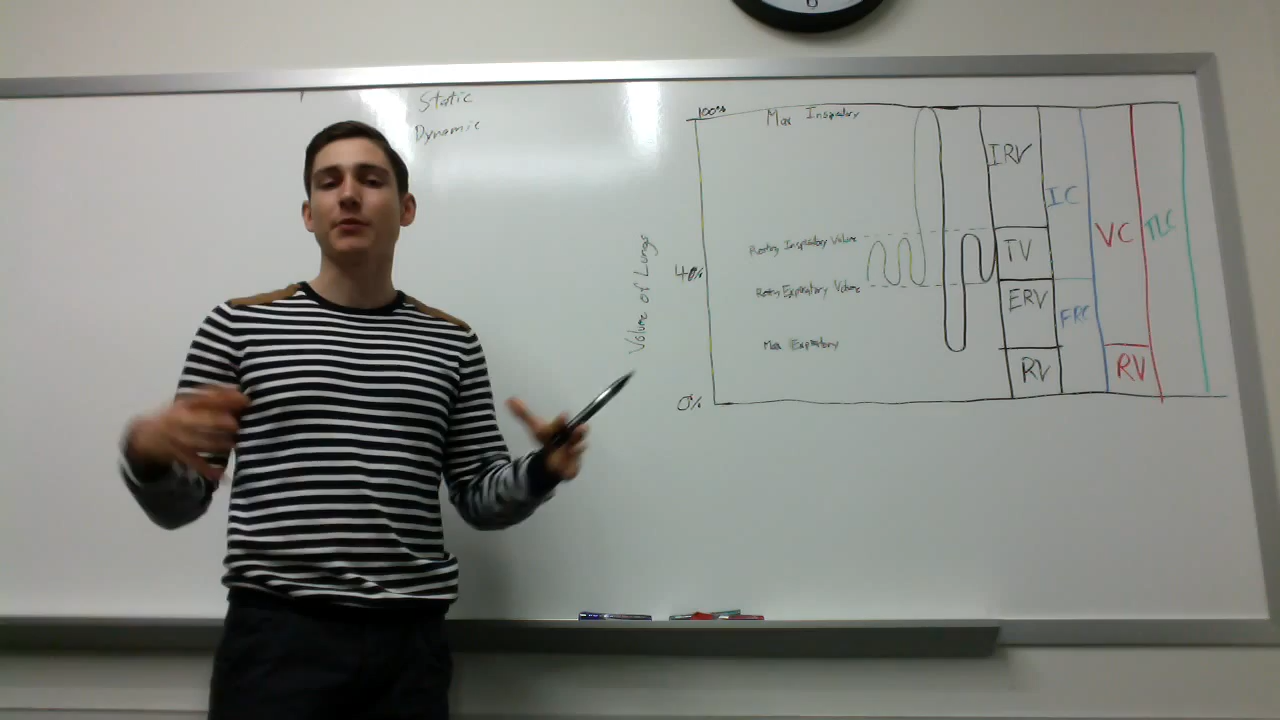 Static
Dynamic
100%
Max Inspiratory
IRV
IC
VC
TLC
Volume of Lungs
Resting Inspiratory Volume
TV
40%
Resting Expiratory Volume
ERV
FRC
Max Expiratory
RV
RV
0%
6